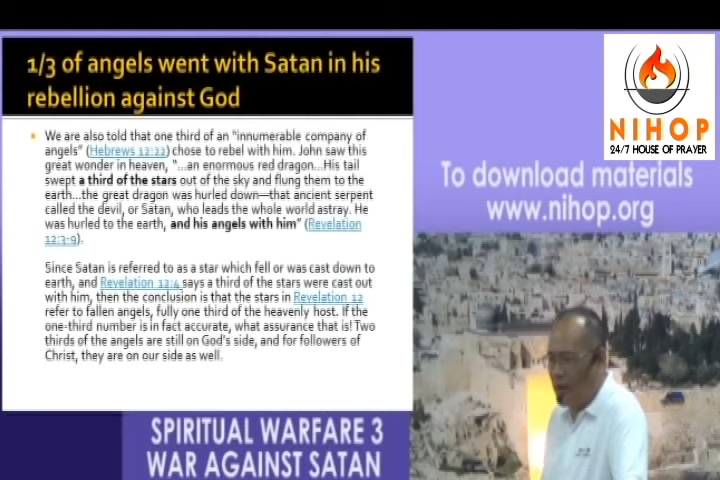 1/3 of angels went with Satan in his
rebellion against God
We are also told that one third of an "innumerable company of
angels" (Hebrews 12:22) chose to rebel with him. John saw this
great wonder in heaven, "...an enormous red dragon...His tail
swept a third of the stars out of the sky and flung them to the
earth...the great dragon was hurled down—that ancient serpent
called the devil, or Satan, who leads the whole world astray. He
was hurled to the earth, and his angels with him" (Revelation
12:3-9).
Since Satan is referred to as a star which fell or was cast down to
earth, and Revelation 12:4 says a third of the stars were cast out
with him, then the conclusion is that the stars in Revelation 12
refer to fallen angels, fully one third of the heavenly host. If the
one-third number is in fact accurate, what assurance that is! Two
thirds of the angels are still on God's side, and for followers of
Christ, they are on our side as well.
NIHOP
24/7 HOUSE OF PRAYER
To download materials
www.nihop.org
SPIRITUAL WARFARE 3
WAR AGAINST SATAN